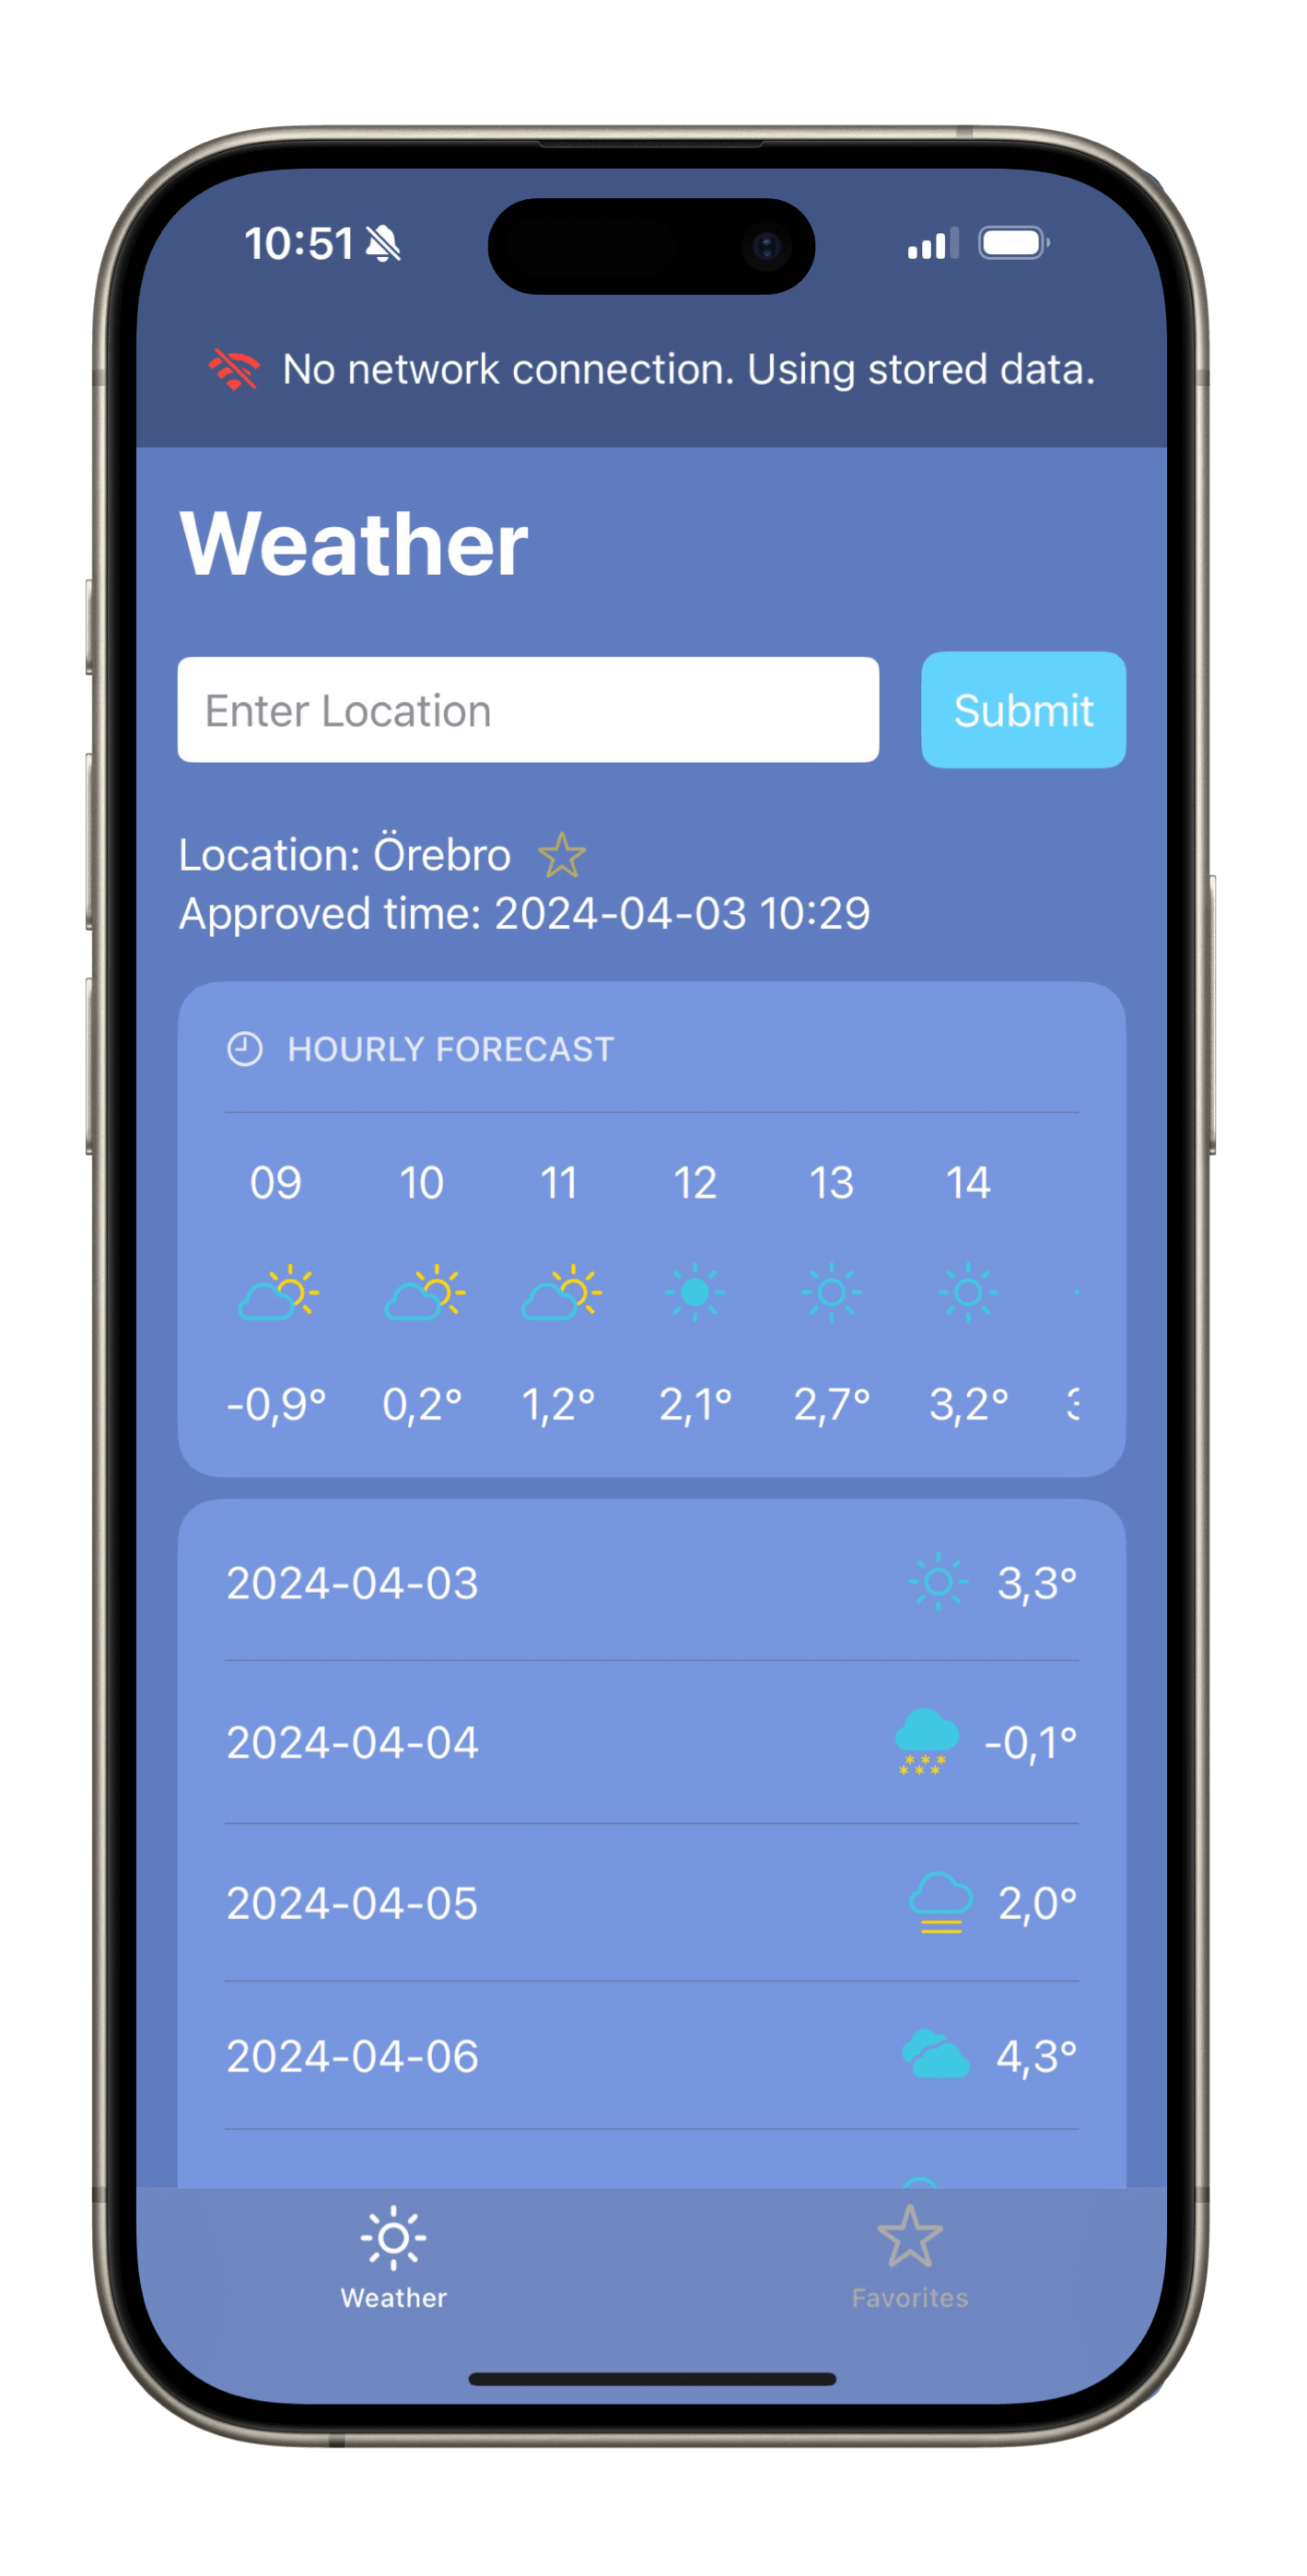 10:51
No network connection. Using stored data.
Weather
Enter Location
Submit
Location: Örebro
Approved time: 2024-04-03 10:29
HOURLY FORECAST
09 10 11 12 13 14
-0,9° 0,2° 1,2° 2,1° 2,7° 3,2°
2024-04-03 3,3°
2024-04-04 -0,1°
2024-04-05 2,0°
2024-04-06 4,3°
Weather
Favorites